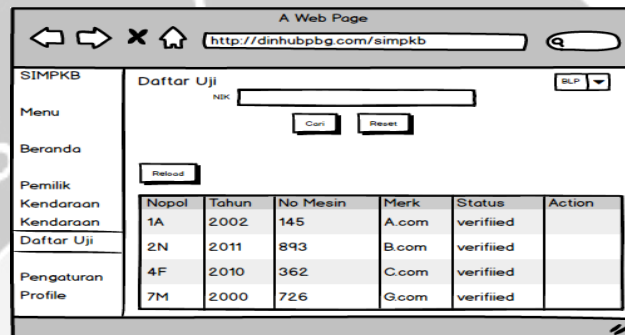 A Web Page
http://dinhubpbg.com/simpkb
SIMPKB
Menu
Beranda
Pemilik
Kendaraan
Kendaraan
Daftar Uji
Pengaturan
Profile
Daftar Uji
BLP
NIK
Cari Reset
Reload
Nopol Tahun No Mesin Merk Status Action
1A 2002 145 A.com verifiied
2N 2011 893 B.com verifiied
4F 2010 362 C.com verifiied
7M 2000 726 G.com verifiied